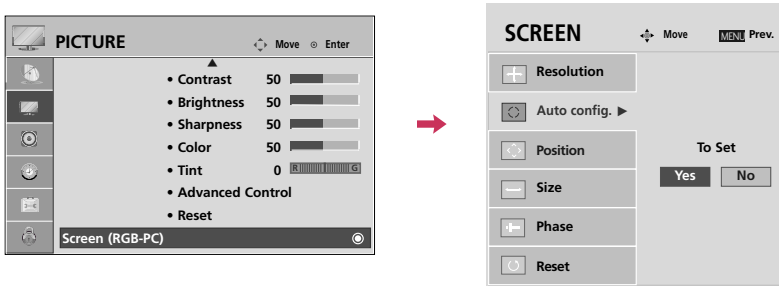 PICTURE
Move Enter
• Contrast 50
• Brightness 50
• Sharpness 50
• Color 50
• Tint 0 R G
• Advanced Control
• Reset
Screen (RGB-PC)
SCREEN
Move MENU Prev.
Resolution
Auto config. ►
Position
Size
Phase
Reset
To Set
Yes No